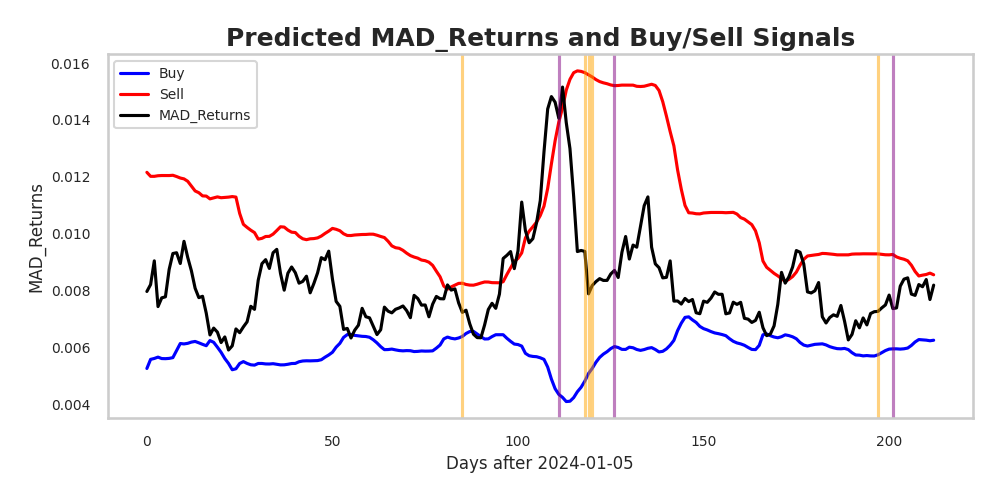 Predicted MAD_Returns and Buy/Sell Signals
Buy
Sell
MAD_Returns
MAD_Returns
0.016
0.014
0.012
0.010
0.008
0.006
0.004
0
50
100
150
200
Days after 2024-01-05